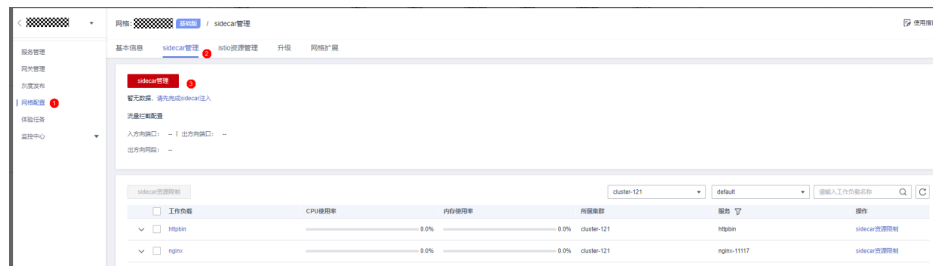 网格: 基础版 / sidecar管理
使用指
基本信息 sidecar管理 2 istio资源管理 升级 网格扩展
服务管理
网关管理
灰度发布
网格配置 1
体验任务
监控中心
sidecar管理 3
暂无数据，请先完成sidecar注入
流量拦截配置
入方向端口： -- | 出方向端口： --
出方向网段： --
sidecar资源限制 cluster-121 default 请输入工作负载名称
工作负载 CPU使用率 内存使用率 所属集群 服务 操作
httpbin 0.0% 0.0% cluster-121 httpbin sidecar资源限制
nginx 0.0% 0.0% cluster-121 nginx-11117 sidecar资源限制